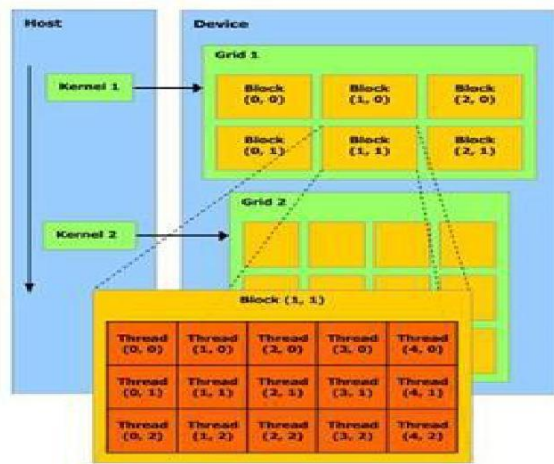 Host
Device
Grid 1
Kernel 1
Block Block Block
(0, 0) (1, 0) (2, 0)
Block Block Block
(0, 1) (1, 1) (2, 1)
Grid 2
Kernel 2
Block (1, 1)
Thread Thread Thread Thread Thread
(0, 0) (1, 0) (2, 0) (3, 0) (4, 0)
Thread Thread Thread Thread Thread
(0, 1) (1, 1) (2, 1) (3, 1) (4, 1)
Thread Thread Thread Thread Thread
(0, 2) (1, 2) (2, 2) (3, 2) (4, 2)